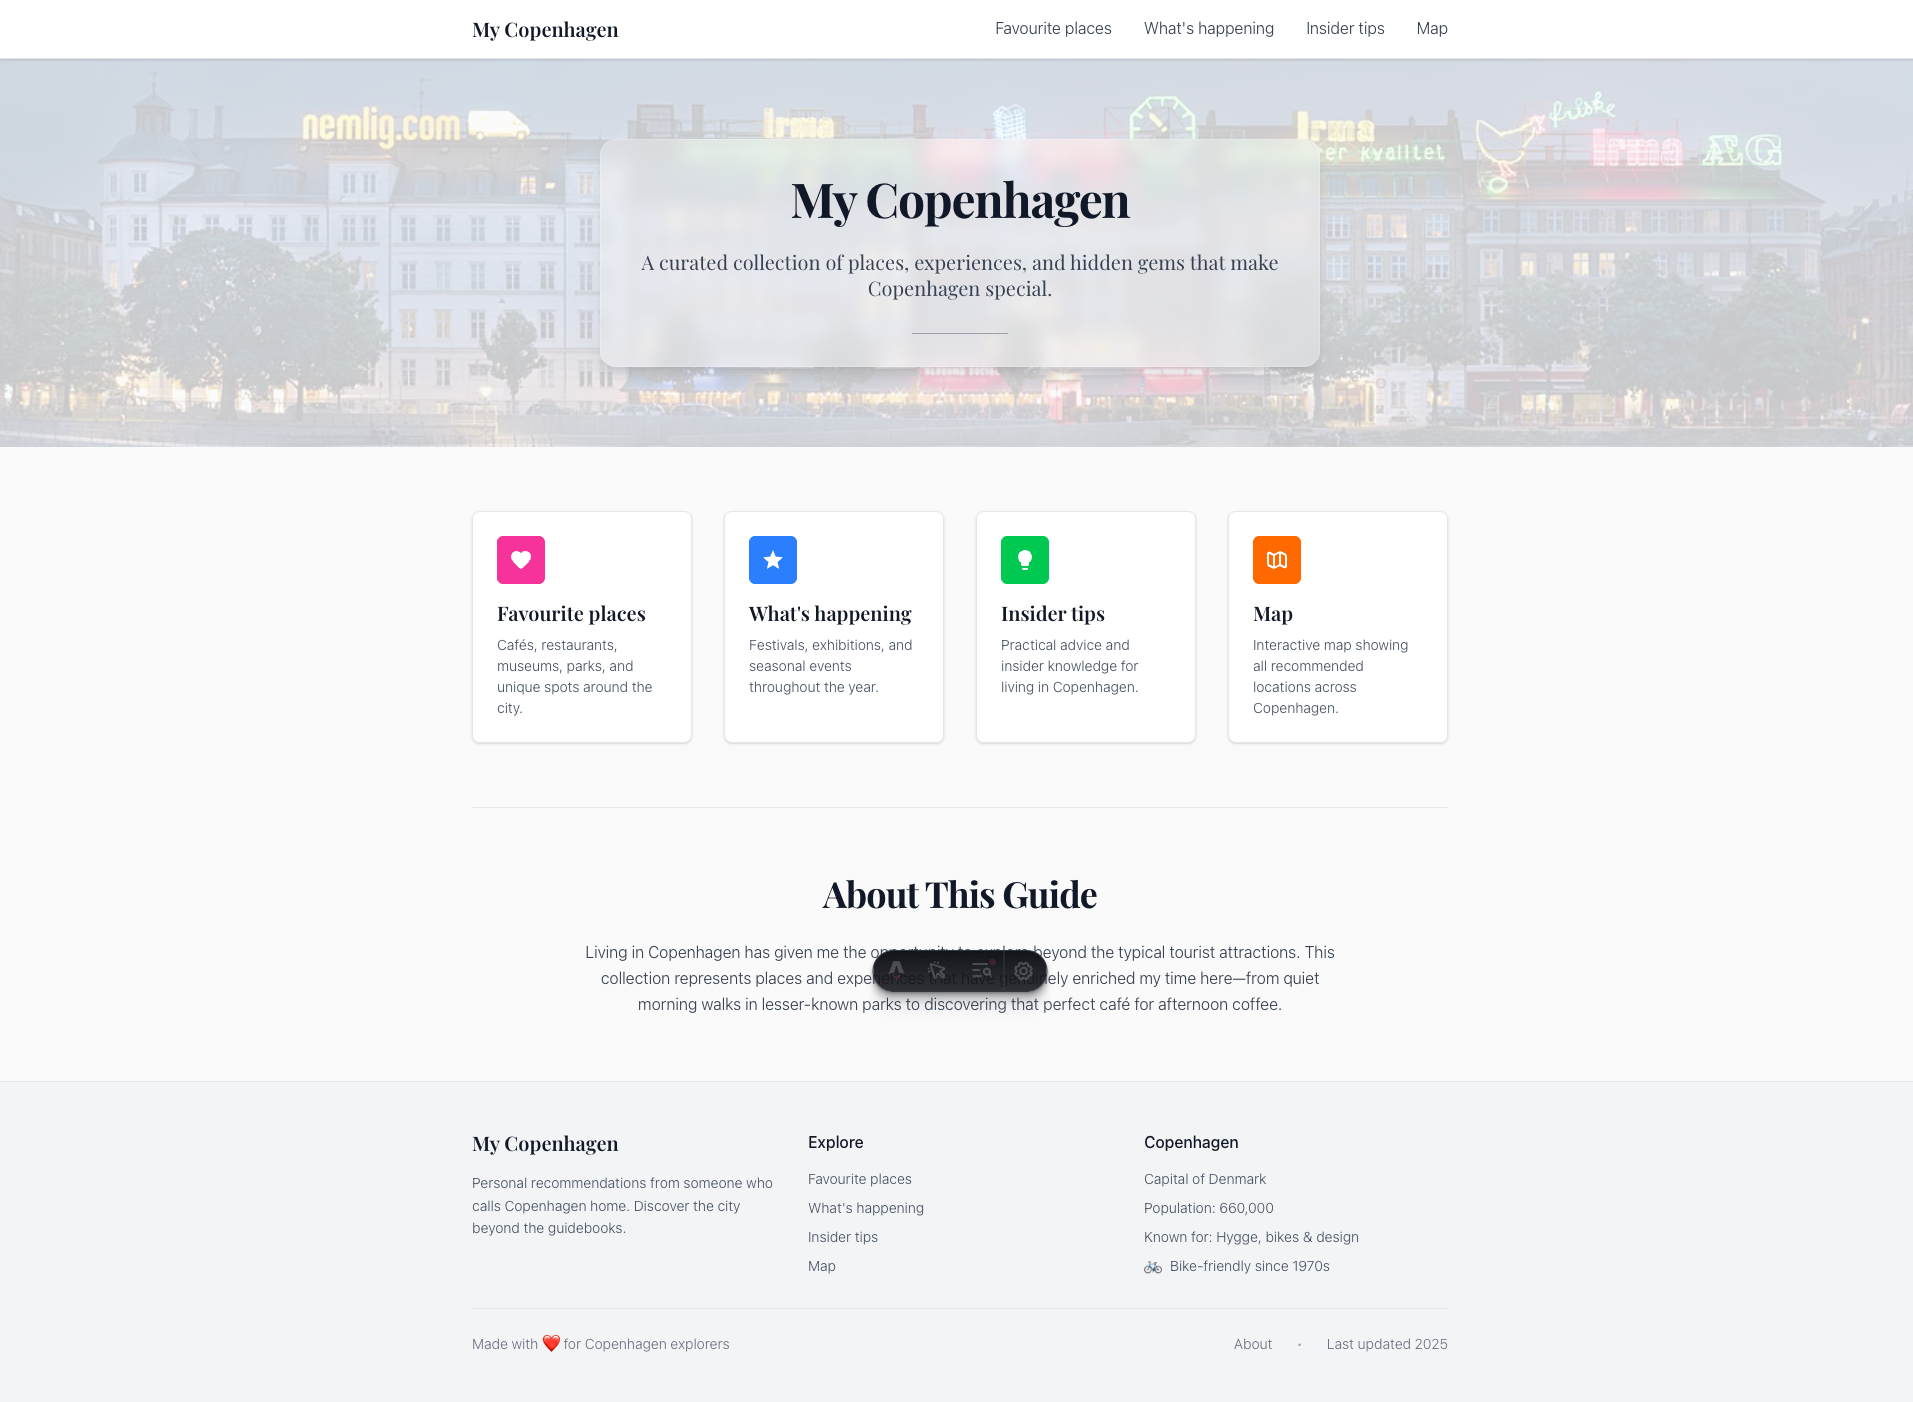 My Copenhagen
Favourite places
What's happening
Insider tips
Map
nemlig.com
Irma
Irma
er kvalitet
friske
Irma ÆG
My Copenhagen
A curated collection of places, experiences, and hidden gems that make
Copenhagen special.
Favourite places
Cafés, restaurants,
museums, parks, and
unique spots around the
city.
What's happening
Festivals, exhibitions, and
seasonal events
throughout the year.
Insider tips
Practical advice and
insider knowledge for
living in Copenhagen.
Map
Interactive map showing
all recommended
locations across
Copenhagen.
About This Guide
Living in Copenhagen has given me the opportunity to explore beyond the typical tourist attractions. This
collection represents places and experiences that have genuinely enriched my time here—from quiet
morning walks in lesser-known parks to discovering that perfect café for afternoon coffee.
My Copenhagen
Personal recommendations from someone who
calls Copenhagen home. Discover the city
beyond the guidebooks.
Explore
Favourite places
What's happening
Insider tips
Map
Copenhagen
Capital of Denmark
Population: 660,000
Known for: Hygge, bikes & design
🚲 Bike-friendly since 1970s
Made with ❤️ for Copenhagen explorers
About • Last updated 2025